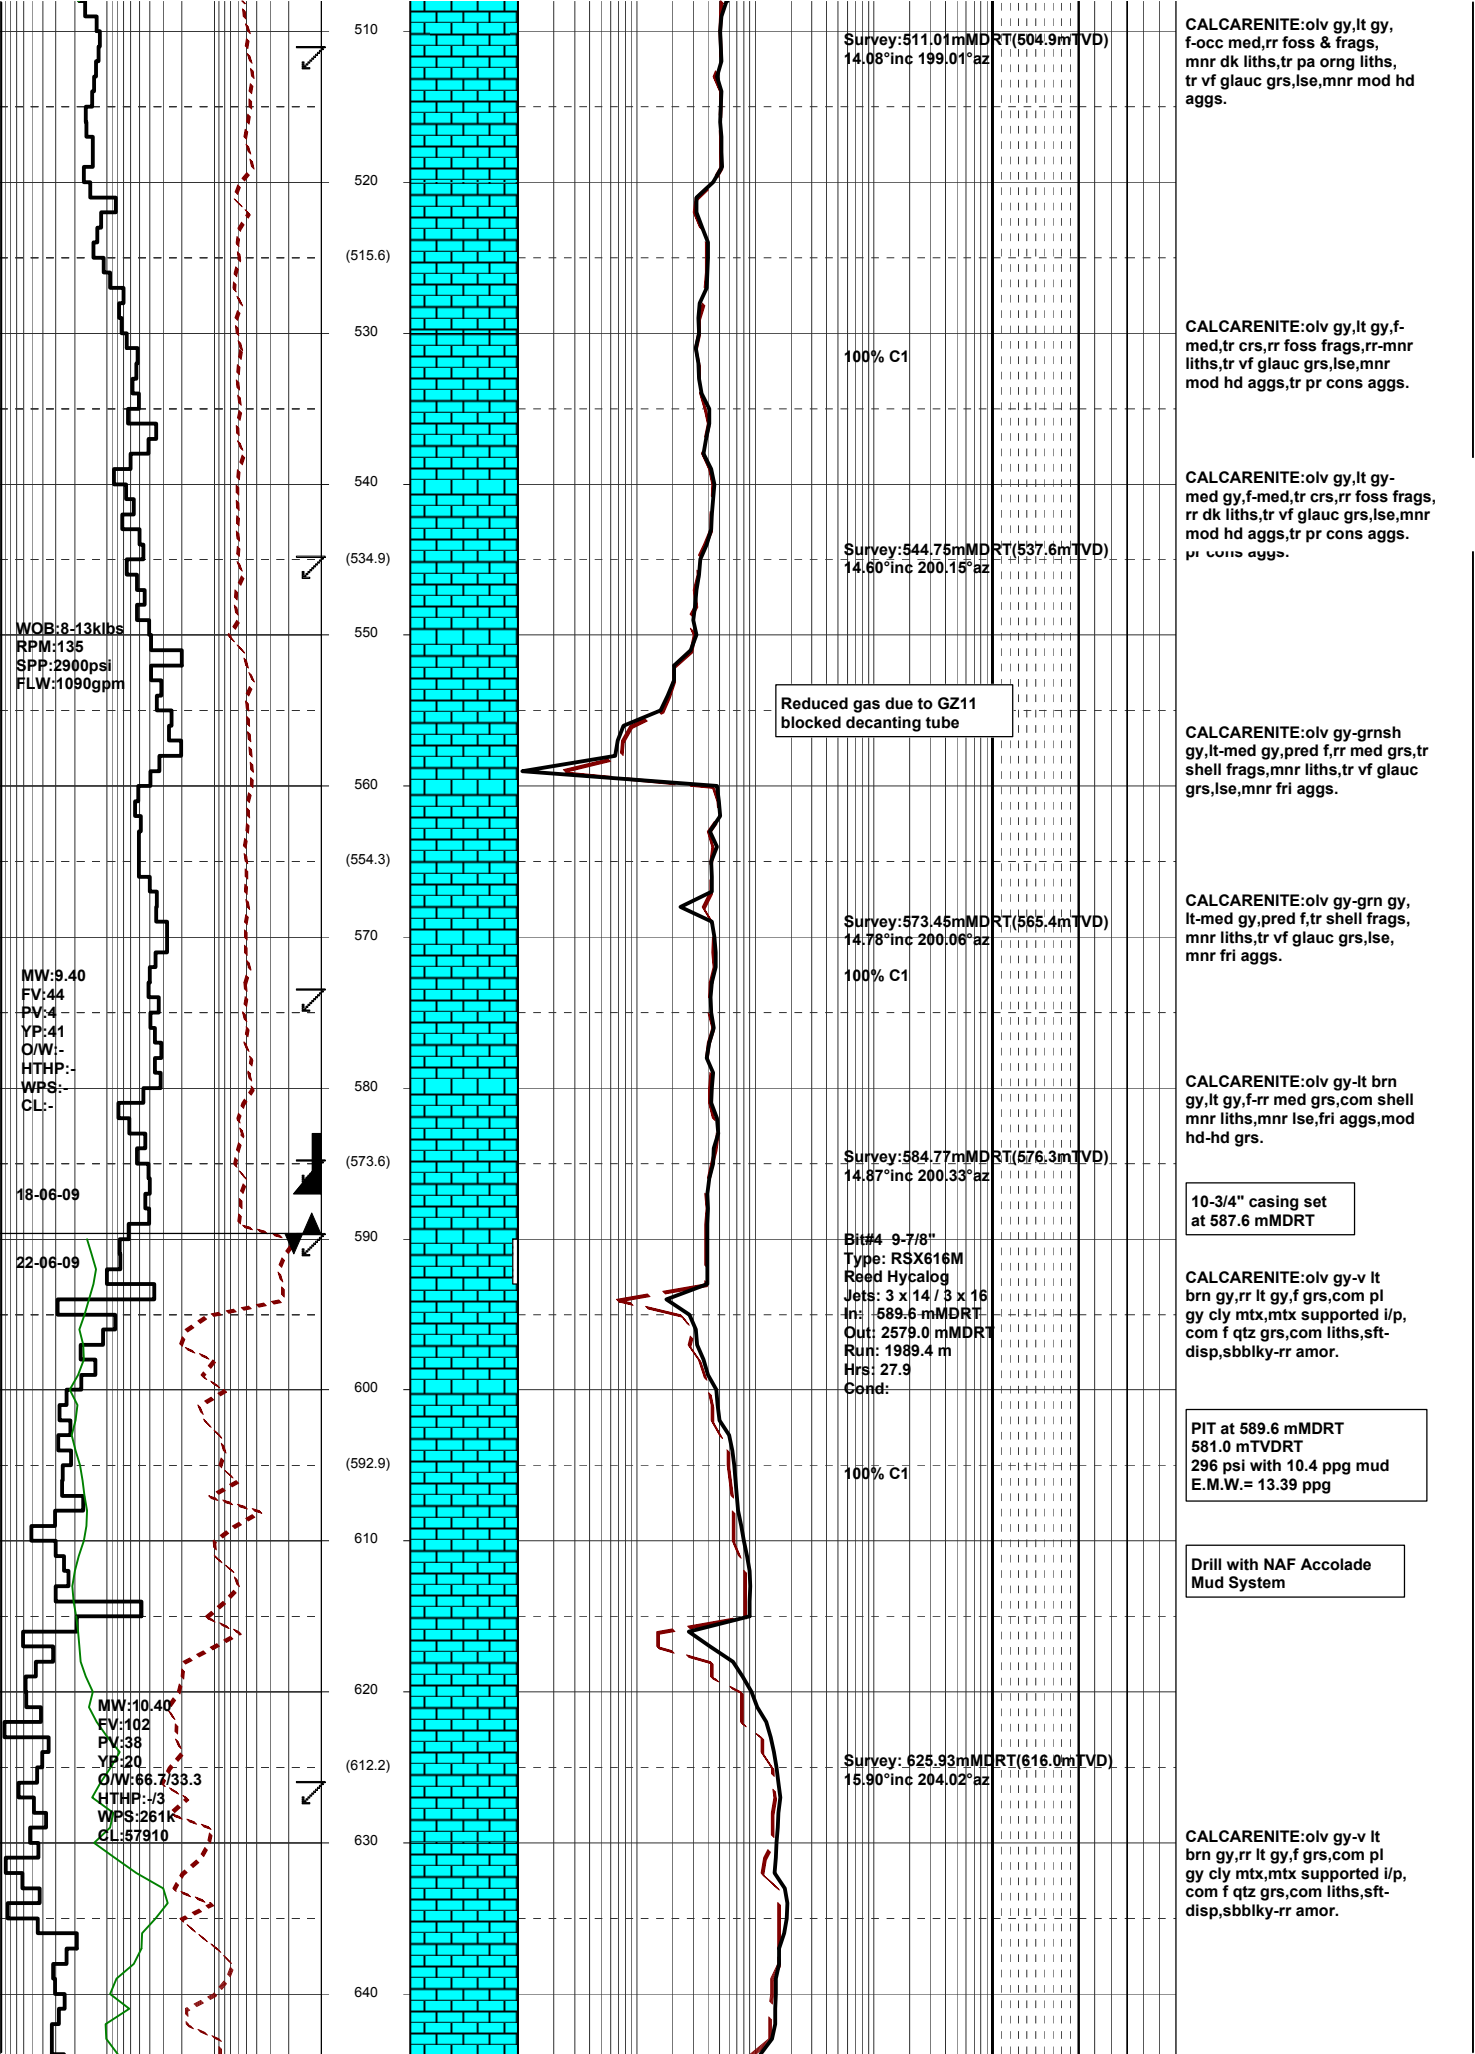 510
Survey:511.01mMDRT(504.9mTVD)
14.08°inc 199.01°az
CALCARENITE:olv gy,lt gy,
f-occ med,rr foss & frags,
mnr dk liths,tr pa orng liths,
tr vf glauc grs,lse,mnr mod hd
aggs.
520
(515.6)
530
100% C1
CALCARENITE:olv gy,lt gy,f-
med,tr crs,rr foss frags,rr-mnr
liths,tr vf glauc grs,lse,mnr
mod hd aggs,tr pr cons aggs.
540
CALCARENITE:olv gy,lt gy-
med gy,f-med,tr crs,rr foss frags,
rr dk liths,tr vf glauc grs,lse,mnr
mod hd aggs,tr pr cons aggs.
pr cons aggs.
(534.9)
Survey:544.75mMDRT(537.6mTVD)
14.60°inc 200.15°az
WOB:8-13klbs
RPM:135
SPP:2900psi
FLW:1090gpm
550
Reduced gas due to GZ11
blocked decanting tube
CALCARENITE:olv gy-grnsh
gy,lt-med gy,pred f,rr med grs,tr
shell frags,mnr liths,tr vf glauc
grs,lse,mnr fri aggs.
560
(554.3)
CALCARENITE:olv gy-grn gy,
lt-med gy,pred f,tr shell frags,
mnr liths,tr vf glauc grs,lse,
mnr fri aggs.
570
Survey:573.45mMDRT(565.4mTVD)
14.78°inc 200.06°az
100% C1
MW:9.40
FV:44
PV:4
YP:41
O/W:-
HTHP:-
WPS:-
CL:-
580
CALCARENITE:olv gy-lt brn
gy,lt gy,f-rr med grs,com shell
mnr liths,mnr lse,fri aggs,mod
hd-hd grs.
(573.6)
Survey:584.77mMDRT(576.3mTVD)
14.87°inc 200.33°az
18-06-09
10-3/4" casing set
at 587.6 mMDRT
590
22-06-09
Bit#4 9-7/8"
Type: RSX616M
Reed Hycalog
Jets: 3 x 14 / 3 x 16
In: 589.6 mMDRT
Out: 2579.0 mMDRT
Run: 1989.4 m
Hrs: 27.9
Cond:
CALCARENITE:olv gy-v lt
brn gy,rr lt gy,f grs,com pl
gy cly mtx,mtx supported i/p,
com f qtz grs,com liths,sft-
disp,sbblky-rr amor.
600
PIT at 589.6 mMDRT
581.0 mTVDRT
296 psi with 10.4 ppg mud
E.M.W.= 13.39 ppg
(592.9)
100% C1
610
Drill with NAF Accolade
Mud System
620
MW:10.40
FV:102
PV:38
YP:20
O/W:66.7/33.3
HTHP:-/3
WPS:261k
CL:57910
(612.2)
Survey: 625.93mMDRT(616.0mTVD)
15.90°inc 204.02°az
630
CALCARENITE:olv gy-v lt
brn gy,rr lt gy,f grs,com pl
gy cly mtx,mtx supported i/p,
com f qtz grs,com liths,sft-
disp,sbblky-rr amor.
640